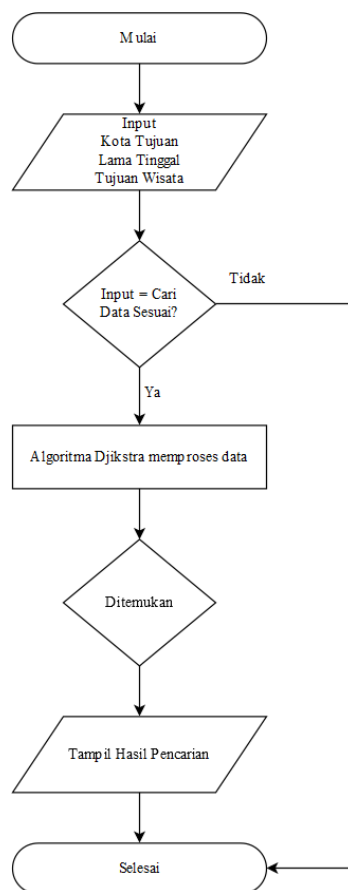 Mulai
Input
Kota Tujuan
Lama Tinggal
Tujuan Wisata
Input = Cari
Data Sesuai?
Tidak
Ya
Algoritma Djikstra memproses data
Ditemukan
Tampil Hasil Pencarian
Selesai